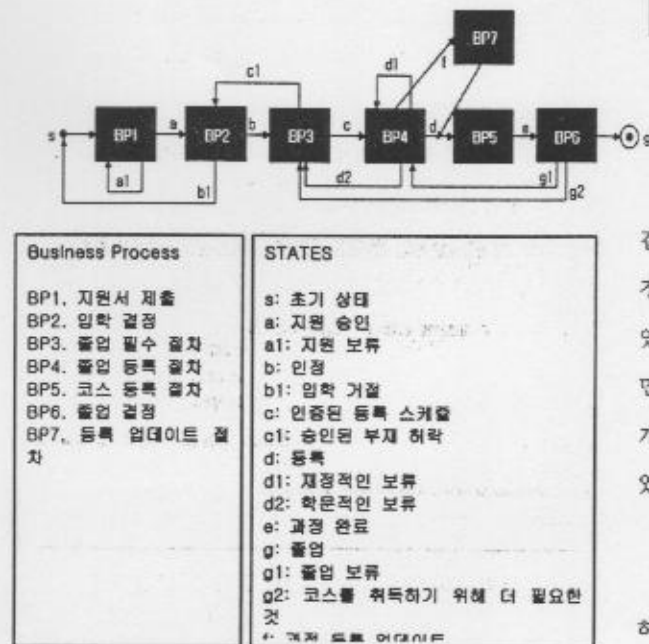 BP7
c1
d1
f
s
BP1
a
BP2
b
BP3
c
BP4
d
BP5
e
BP6
g
a1
b1
d2
g1
g2
Business Process
BP1. 지원서 제출
BP2. 입학 결정
BP3. 졸업 필수 절차
BP4. 졸업 등록 절차
BP5. 코스 등록 절차
BP6. 졸업 결정
BP7. 등록 업데이트 절
차
STATES
s: 초기 상태
a: 지원 승인
a1: 지원 보류
b: 인정
b1: 입학 거절
c: 인증된 등록 스케줄
c1: 승인된 부재 허락
d: 등록
d1: 재정적인 보류
d2: 학문적인 보류
e: 과정 완료
g: 졸업
g1: 졸업 보류
g2: 코스를 취득하기 위해 더 필요한
것
f: 등록 업데이트